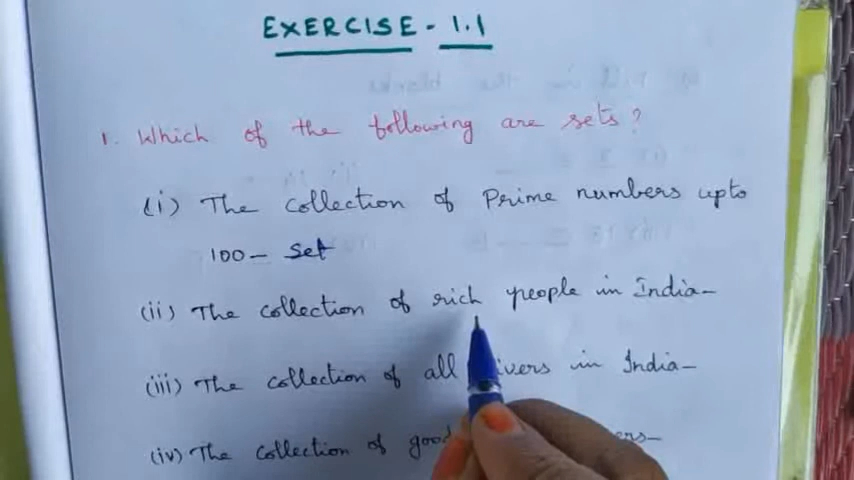 EXERCISE - 1.1
1. Which of the following are sets?
(i) The collection of Prime numbers upto
100 - Set
(ii) The collection of rich people in India-
(iii) The collection of all in India-
(iv) The collection of good